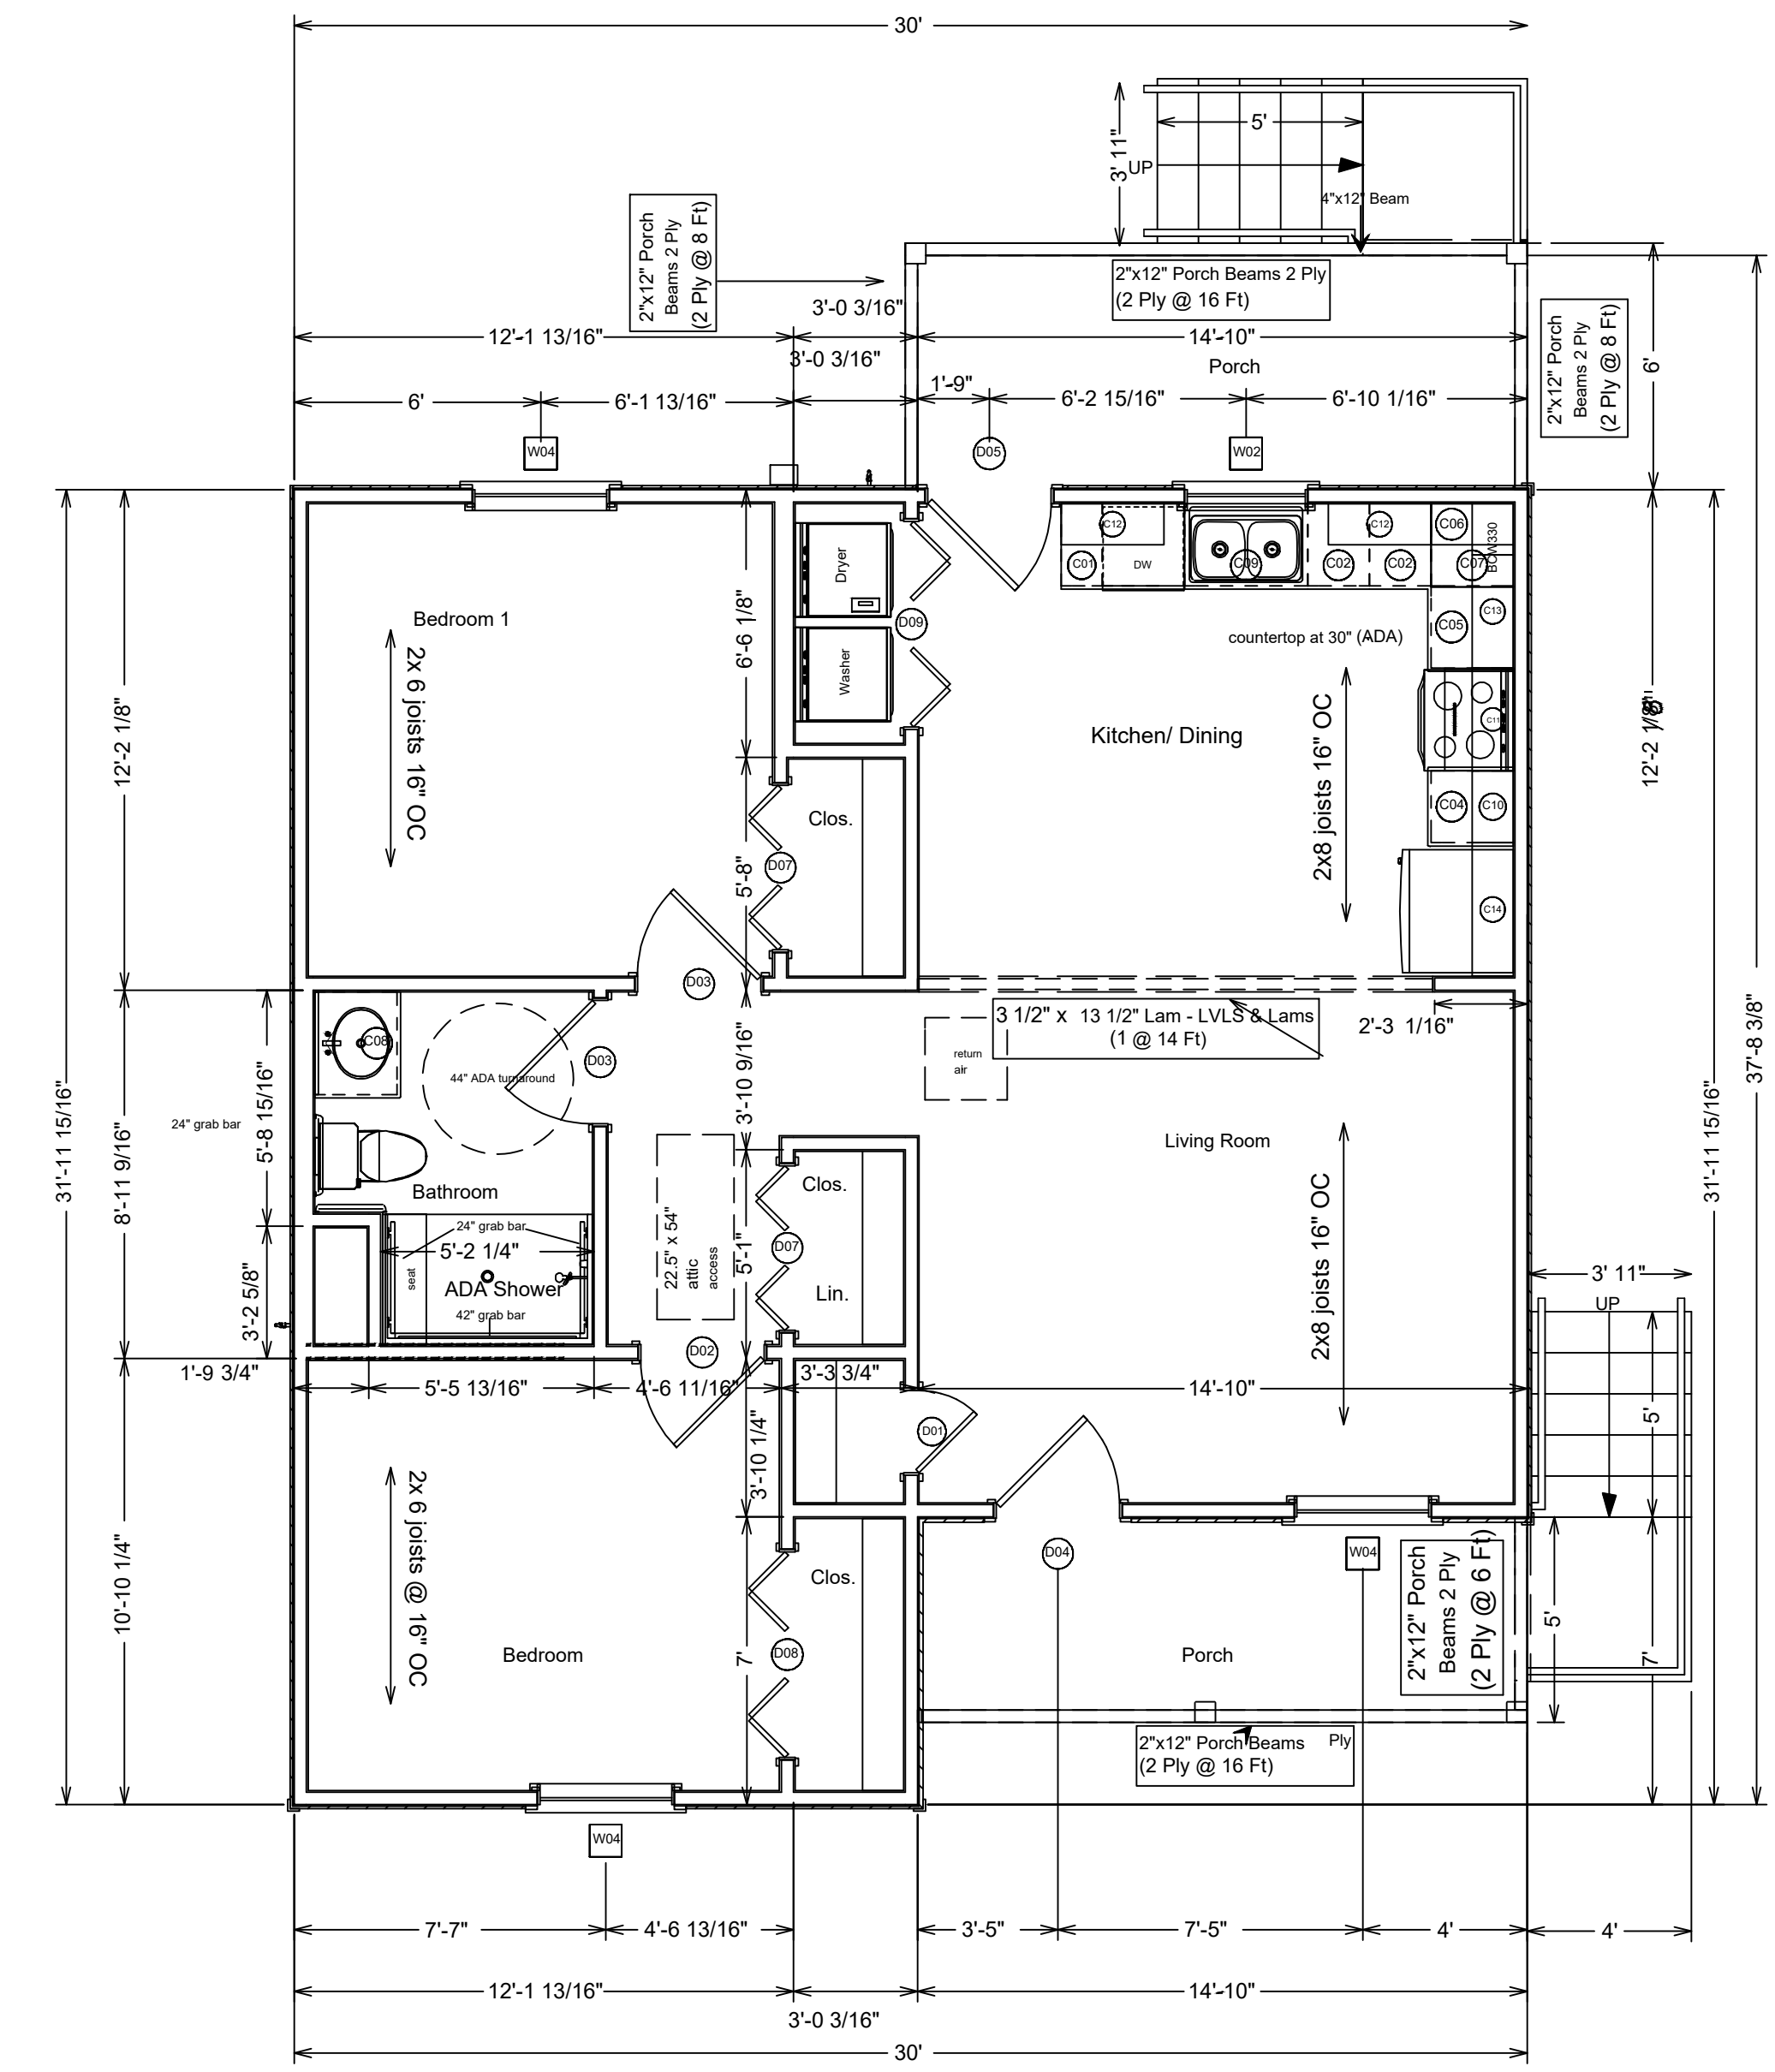 30'
5'
3' 11"
UP
4"x12" Beam
2"x12" Porch
Beams 2 Ply
(2 Ply @ 8 Ft)
2"x12" Porch Beams 2 Ply
(2 Ply @ 16 Ft)
2"x12" Porch
Beams 2 Ply
(2 Ply @ 8 Ft)
6'
3'-0 3/16"
12'-1 13/16"
14'-10"
3'-0 3/16"
Porch
1'-9"
6'
6'-1 13/16"
6'-2 15/16"
6'-10 1/16"
W04
D05
W02
C12
C12
C06
BCW330
Dryer
C01
DW
C09
C02
C02
C07
Bedroom 1
6'-6 1/8"
D09
C05
C13
countertop at 30" (ADA)
Washer
2x 6 joists 16" OC
12'-2 1/8"
Kitchen/ Dining
2x8 joists 16" OC
C11
12'-2
C04
C10
Clos.
D07
5'-8"
C14
D03
3 1/2" x 13 1/2" Lam - LVLS & Lams
(1 @ 14 Ft)
2'-3 1/16"
37'-8 3/8"
C08
D03
return
air
44" ADA turnaround
3'-10 9/16"
31'-11 15/16"
8'-11 9/16"
24" grab bar
5'-8 15/16"
Living Room
31'-11 15/16"
Bathroom
Clos.
24" grab bar
5'-2 1/4"
22.5" x 54"
attic
access
5'-1"
D07
2x8 joists 16" OC
seat
ADA Shower
42" grab bar
Lin.
3'-2 5/8"
3' 11"
UP
D02
1'-9 3/4"
5'-5 13/16"
4'-6 11/16"
3'-3 3/4"
14'-10"
5'
D01
3'-10 1/4"
2x 6 joists @ 16" OC
10'-10 1/4"
D04
W04
2"x12" Porch
Beams 2 Ply
(2 Ply @ 6 Ft)
Clos.
5'
Bedroom
7'
D08
Porch
7'
2"x12" Porch Beams Ply
(2 Ply @ 16 Ft)
W04
7'-7"
4'-6 13/16"
3'-5"
7'-5"
4'
4'
12'-1 13/16"
14'-10"
3'-0 3/16"
30'